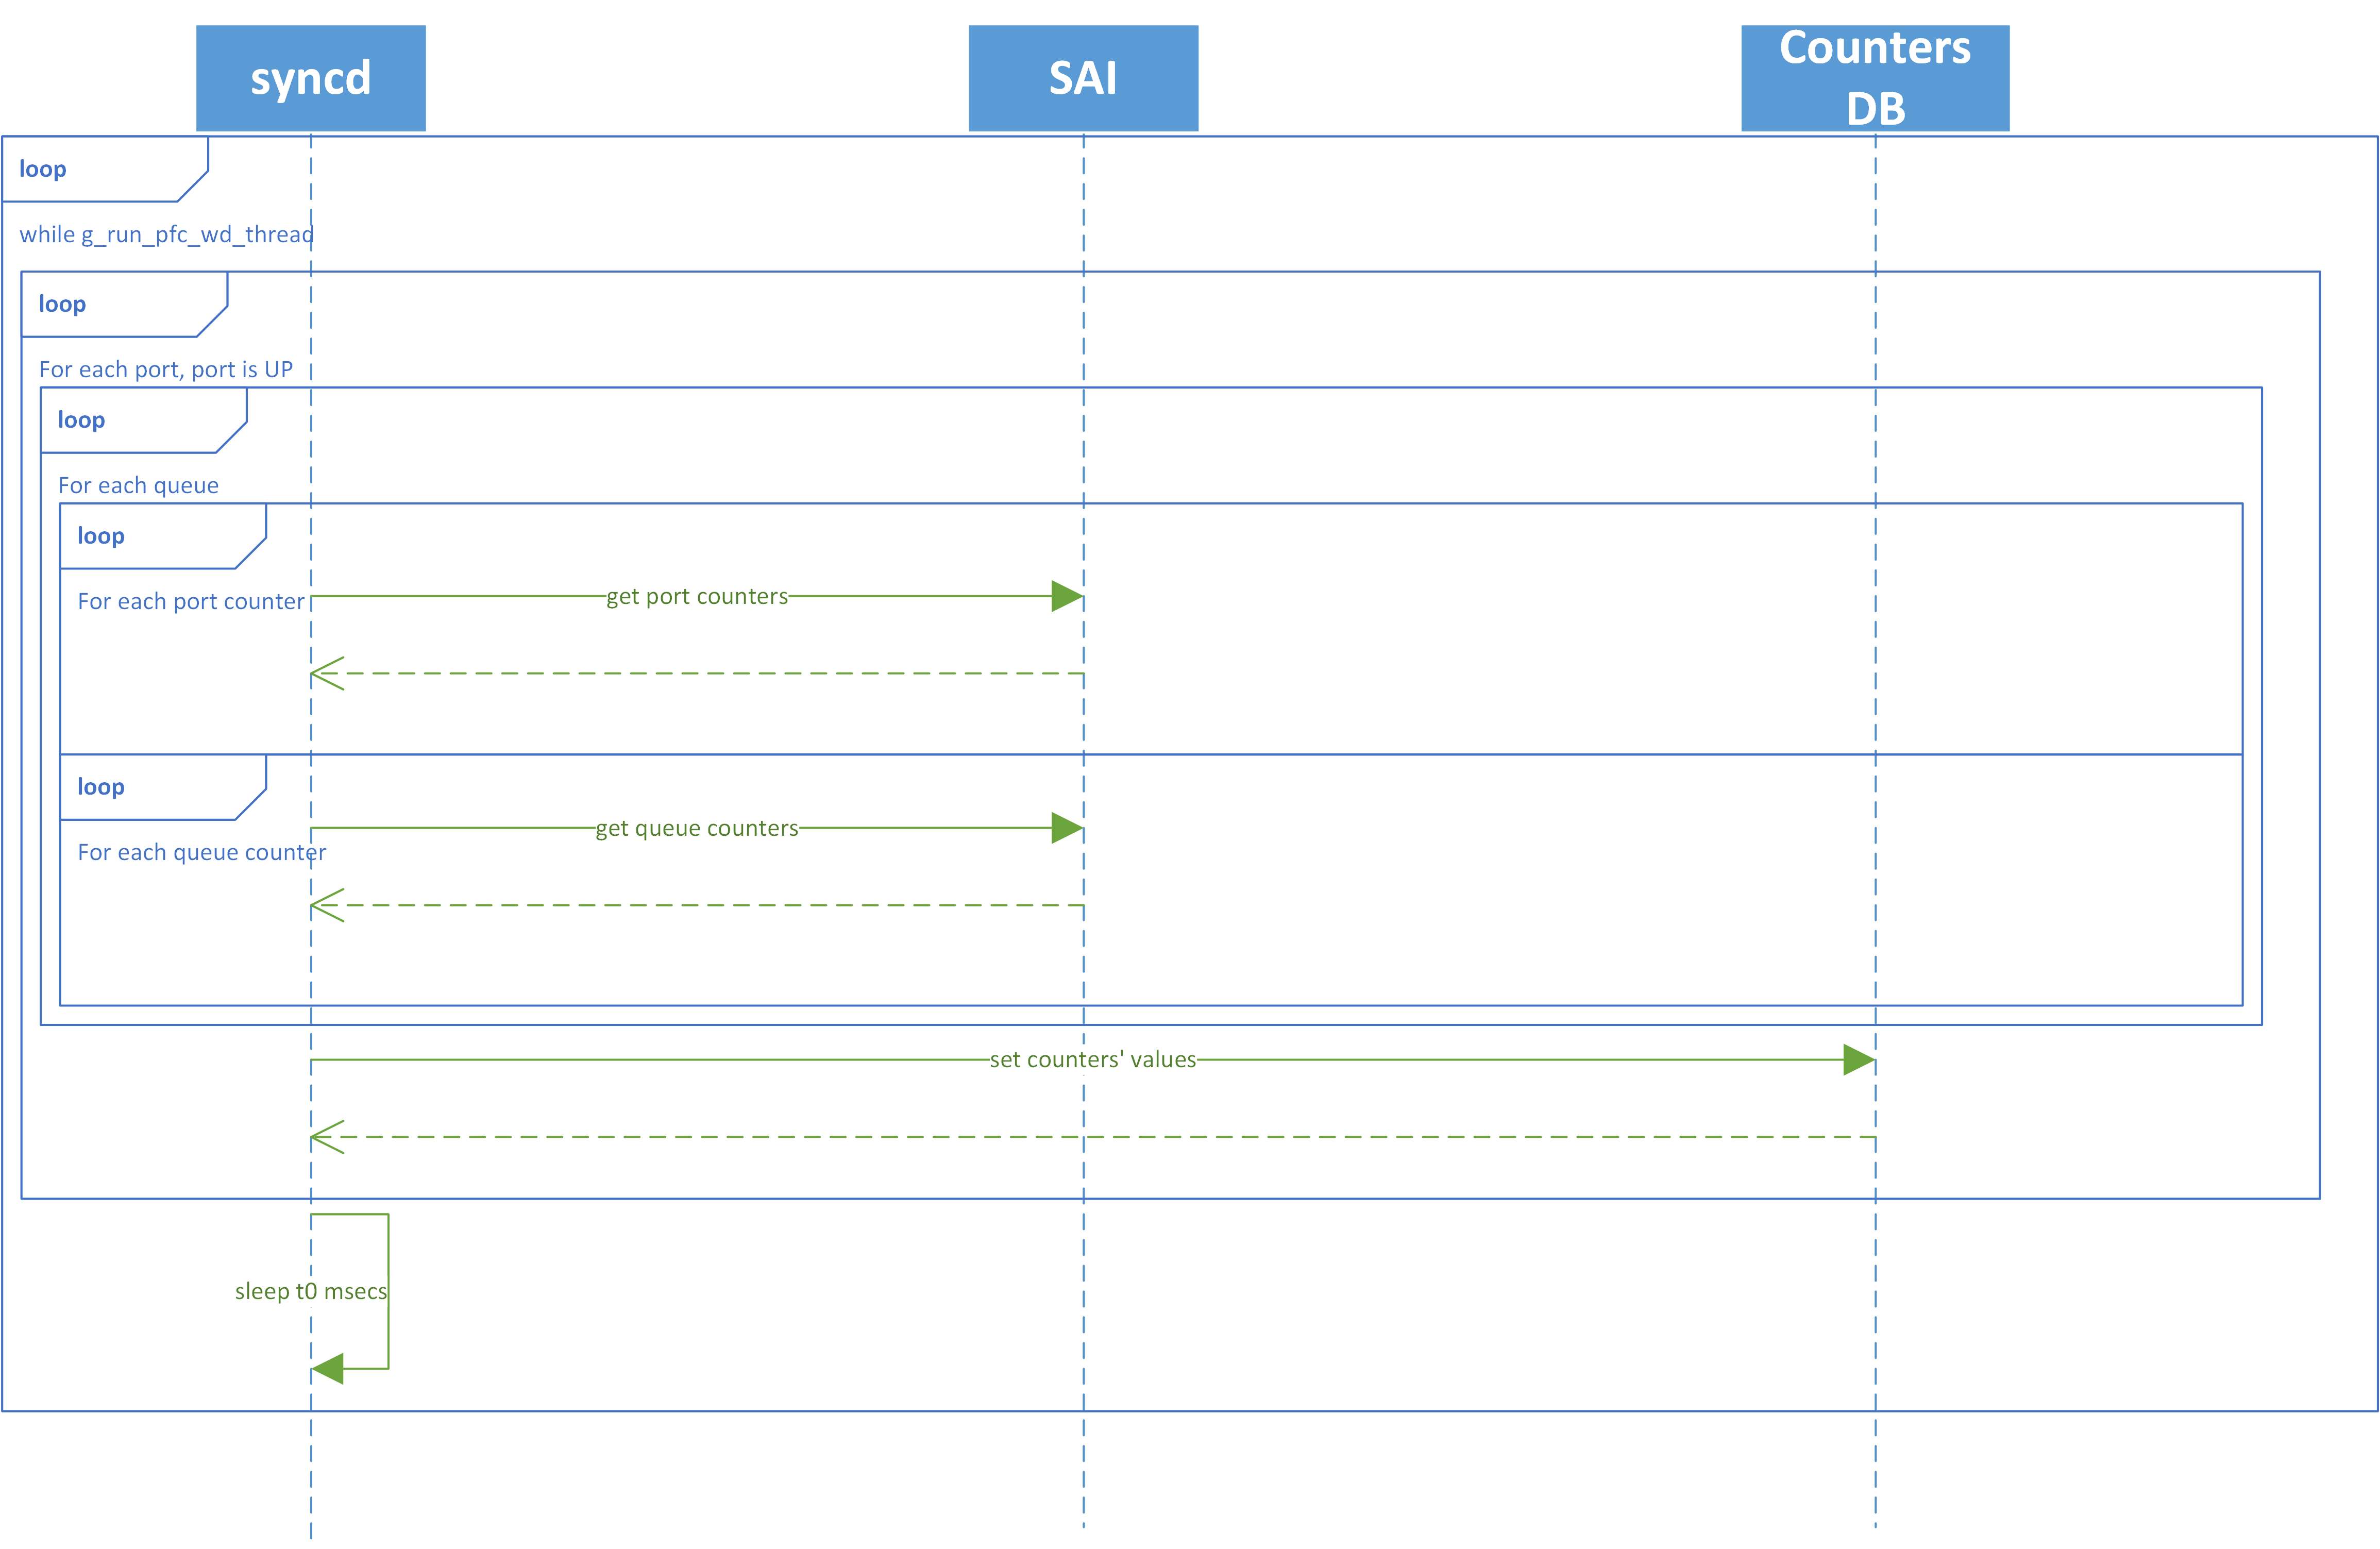 syncd
SAI
Counters
DB
loop
while g_run_pfc_wd_thread
loop
For each port, port is UP
loop
For each queue
loop
For each port counter
get port counters
loop
get queue counters
For each queue counter
set counters' values
sleep t0 msecs